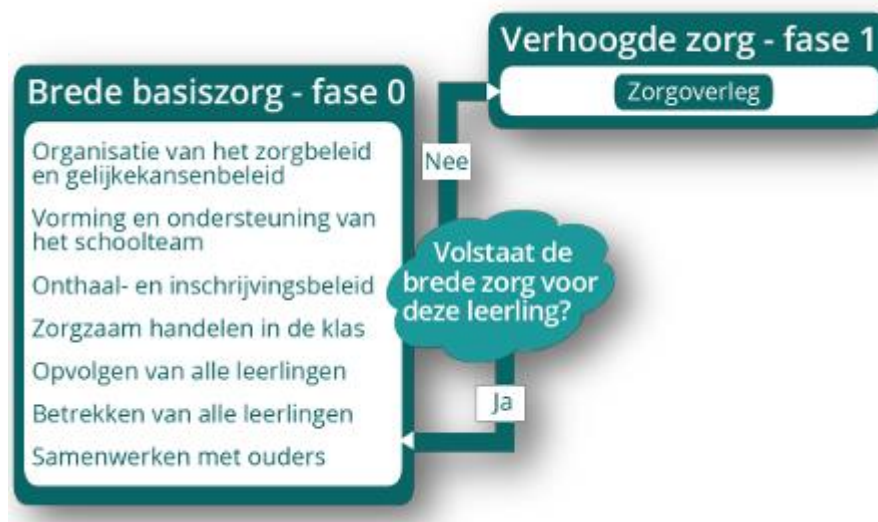 Verhoogde zorg - fase 1
Zorgoverleg
Brede basiszorg - fase 0
Organisatie van het zorgbeleid
en gelijkekansenbeleid
Vorming en ondersteuning van
het schoolteam
Onthaal- en inschrijvingsbeleid
Zorgzaam handelen in de klas
Opvolgen van alle leerlingen
Betrekken van alle leerlingen
Samenwerken met ouders
Nee
Volstaat de
brede zorg voor
deze leerling?
Ja